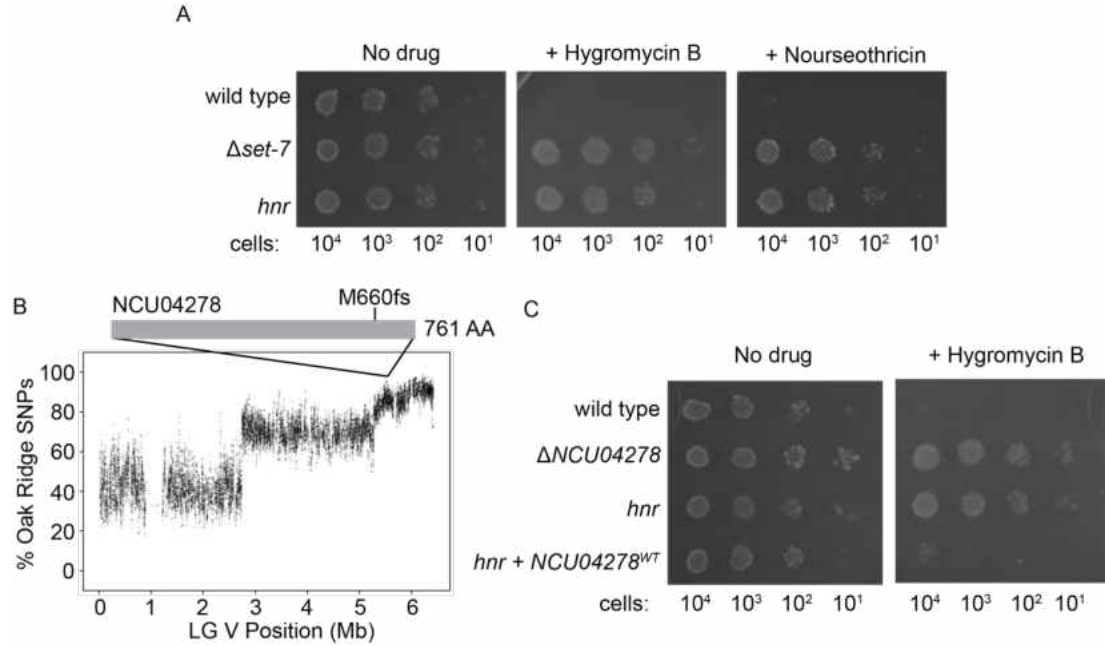 A
No drug
+ Hygromycin B
+ Nourseothricin
wild type
Δset-7
hnr
cells:
10⁴ 10³ 10² 10¹
10⁴ 10³ 10² 10¹
10⁴ 10³ 10² 10¹
B
NCU04278
M660fs
761 AA
% Oak Ridge SNPs
100
80
60
40
20
0
0 1 2 3 4 5 6
LG V Position (Mb)
C
No drug
+ Hygromycin B
wild type
ΔNCU04278
hnr
hnr + NCU04278ᵂᵀ
cells:
10⁴ 10³ 10² 10¹
10⁴ 10³ 10² 10¹